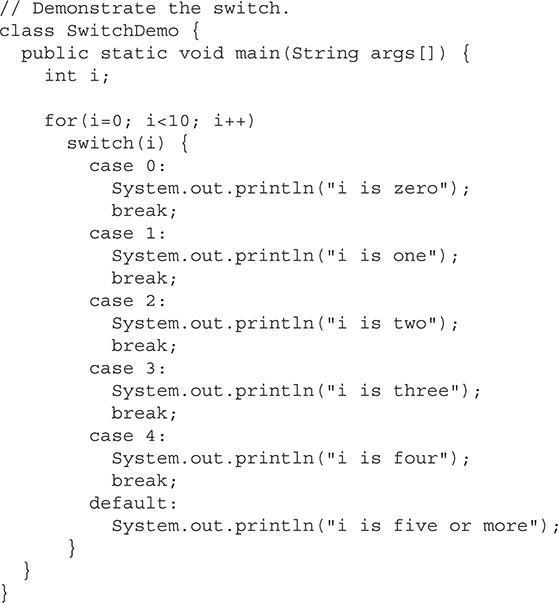 // Demonstrate the switch.
class SwitchDemo {
  public static void main(String args[]) {
    int i;

    for(i=0; i<10; i++)
      switch(i) {
        case 0:
          System.out.println("i is zero");
          break;
        case 1:
          System.out.println("i is one");
          break;
        case 2:
          System.out.println("i is two");
          break;
        case 3:
          System.out.println("i is three");
          break;
        case 4:
          System.out.println("i is four");
          break;
        default:
          System.out.println("i is five or more");
      }
  }
}